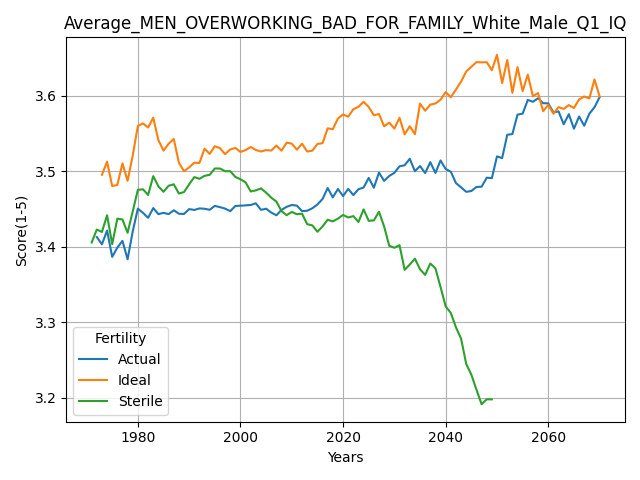 Average_MEN_OVERWORKING_BAD_FOR_FAMILY_White_Male_Q1_IQ
Score(1-5)
3.6
3.5
3.4
3.3
3.2
Fertility
Actual
Ideal
Sterile
1980 2000 2020 2040 2060
Years